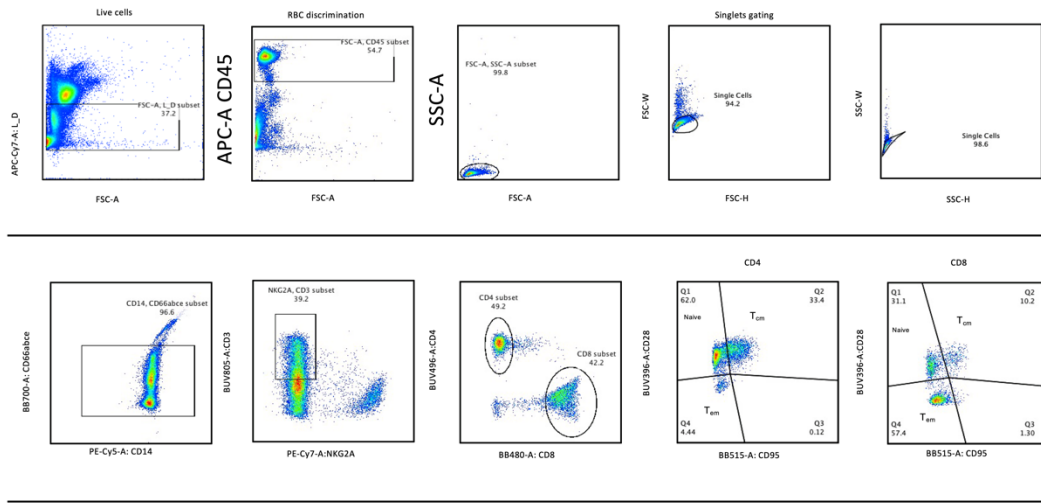 Live cells
RBC discrimination
Singlets gating
FSC-A, L_D subset
37.2
APC-Cy7-A: L_D
FSC-A
FSC-A, CD45 subset
54.7
APC-A CD45
FSC-A
FSC-A, SSC-A subset
99.8
SSC-A
FSC-A
Single Cells
94.2
FSC-W
FSC-H
Single Cells
98.6
SSC-W
SSC-H
CD4
CD8
CD14, CD66abce subset
96.6
BB700-A: CD66abce
PE-Cy5-A: CD14
NKG2A, CD3 subset
39.2
BUV805-A:CD3
PE-Cy7-A:NKG2A
CD4 subset
49.2
CD8 subset
42.2
BUV496-A:CD4
BB480-A: CD8
Q1
62.0
Q2
33.4
Naive
Tcm
Tem
Q4
4.44
Q3
0.12
BUV396-A:CD28
BB515-A: CD95
Q1
31.1
Q2
10.2
Naive
Tcm
Tem
Q4
57.4
Q3
1.30
BUV396-A:CD28
BB515-A: CD95